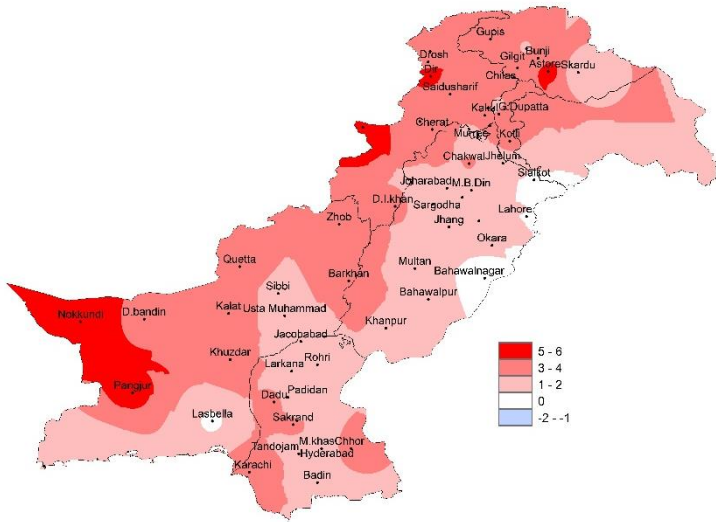 Gupis
Drosh
Gilgit
Bunji
Dir
Astore
Skardu
Chilas
Saidusharif
Kakul
G.Dupatta
Cherat
Murree
Kotli
Chakwal
Jhelum
Sialkot
Joharabad
M.B.Din
D.I.khan
Sargodha
Lahore
Zhob
Jhang
Okara
Quetta
Multan
Barkhan
Bahawalnagar
Sibbi
Bahawalpur
Nokkundi
D.bandin
Kalat
Usta Muhammad
Khanpur
Jacobabad
Khuzdar
Rohri
Larkana
Pangjur
Dadu
Padidan
Lasbella
Sakrand
Tandojam
M.khas
Chhor
Hyderabad
Karachi
Badin
5 - 6
3 - 4
1 - 2
0
-2 - -1